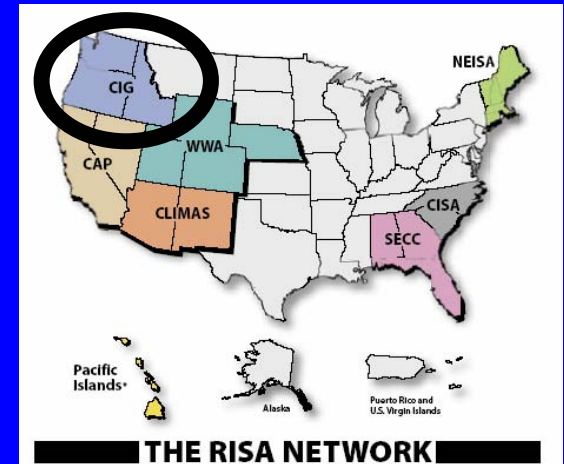 NEISA
CIG
WWA
CAP
CLIMAS
CISA
SECC
Pacific
Islands*
Alaska
Puerto Rico and
U.S. Virgin Islands
THE RISA NETWORK